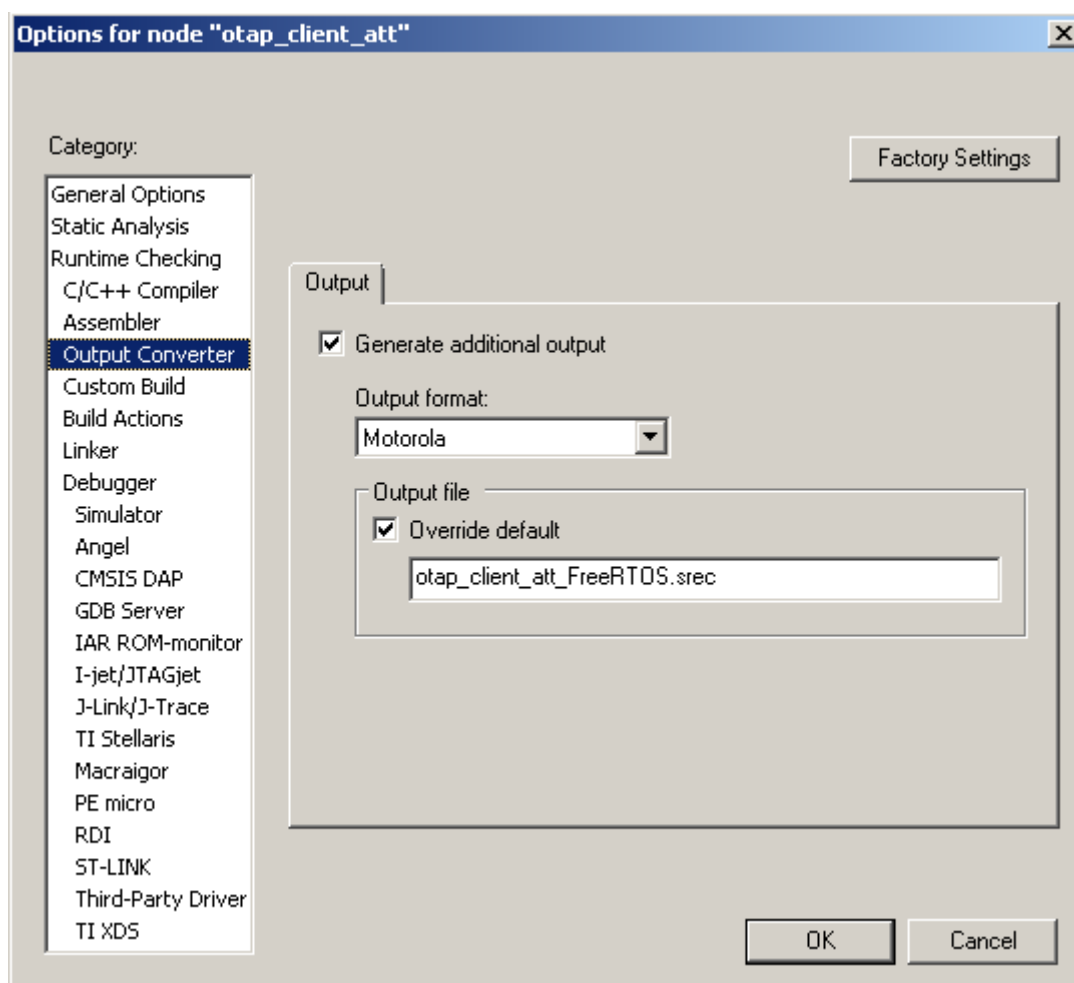 Options for node "otap_client_att"
Category:
Factory Settings
General Options
Static Analysis
Runtime Checking
C/C++ Compiler
Assembler
Output Converter
Custom Build
Build Actions
Linker
Debugger
Simulator
Angel
CMSIS DAP
GDB Server
IAR ROM-monitor
I-jet/JTAGjet
J-Link/J-Trace
TI Stellaris
Macraigor
PE micro
RDI
ST-LINK
Third-Party Driver
TI XDS
Output
Generate additional output
Output format:
Motorola
Output file
Override default
otap_client_att_FreeRTOS.srec
OK
Cancel